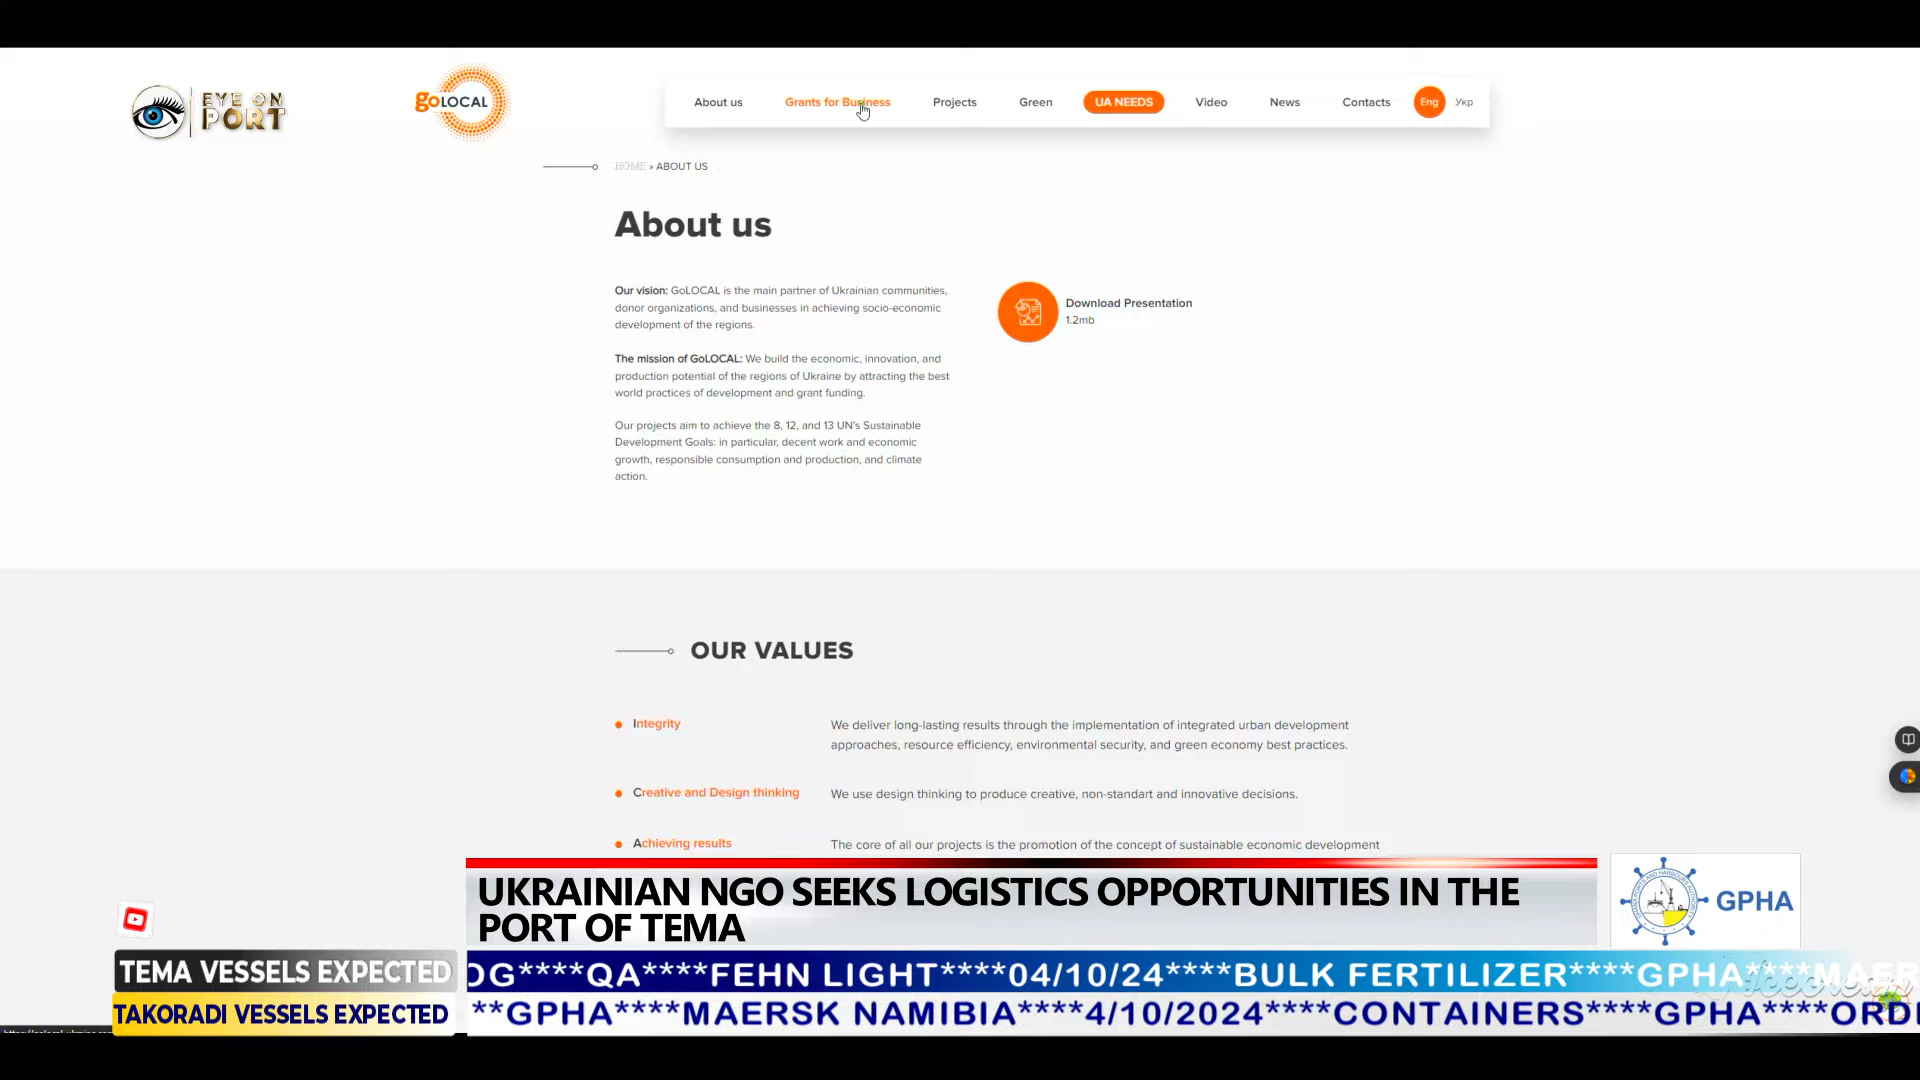 EYE ON
PORT
goLOCAL
About us
Grants for Business
Projects
Green
UA NEEDS
Video
News
Contacts
Eng
Укр
HOME » ABOUT US
About us
Our vision: GoLOCAL is the main partner of Ukrainian communities,
donor organizations, and businesses in achieving socio-economic
development of the regions.
Download Presentation
1.2mb
The mission of GoLOCAL: We build the economic, innovation, and
production potential of the regions of Ukraine by attracting the best
world practices of development and grant funding.
Our projects aim to achieve the 8, 12, and 13 UN's Sustainable
Development Goals: in particular, decent work and economic
growth, responsible consumption and production, and climate
action.
OUR VALUES
Integrity
We deliver long-lasting results through the implementation of integrated urban development
approaches, resource efficiency, environmental security, and green economy best practices.
Creative and Design thinking
We use design thinking to produce creative, non-standart and innovative decisions.
Achieving results
The core of all our projects is the promotion of the concept of sustainable economic development
UKRAINIAN NGO SEEKS LOGISTICS OPPORTUNITIES IN THE
PORT OF TEMA
GHANA PORTS AND HARBOURS AUTHORITY
GPHA
TEMA VESSELS EXPECTED
OG****QA****FEHN LIGHT****04/10/24****BULK FERTILIZER****GPHA****MAER
TAKORADI VESSELS EXPECTED
**GPHA****MAERSK NAMIBIA****4/10/2024****CONTAINERS****GPHA****ORD